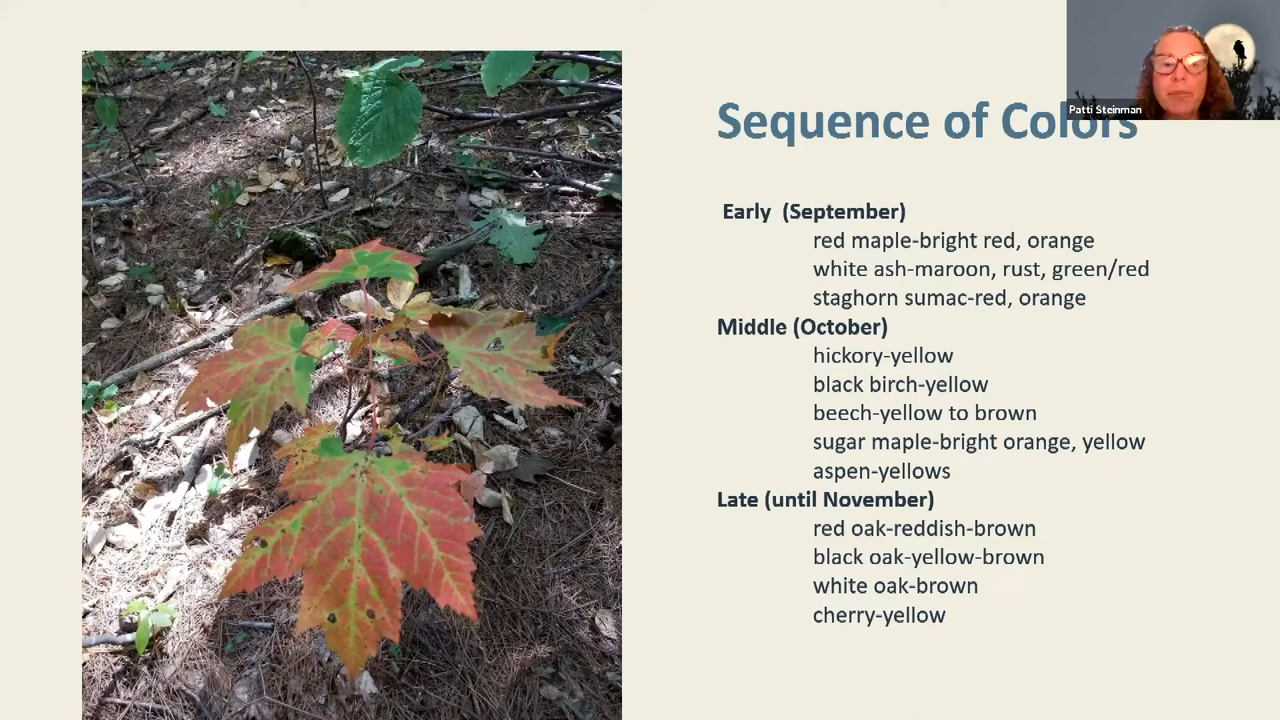 Patti Steinman
Sequence of Colors
Early (September)
red maple-bright red, orange
white ash-maroon, rust, green/red
staghorn sumac-red, orange
Middle (October)
hickory-yellow
black birch-yellow
beech-yellow to brown
sugar maple-bright orange, yellow
aspen-yellows
Late (until November)
red oak-reddish-brown
black oak-yellow-brown
white oak-brown
cherry-yellow